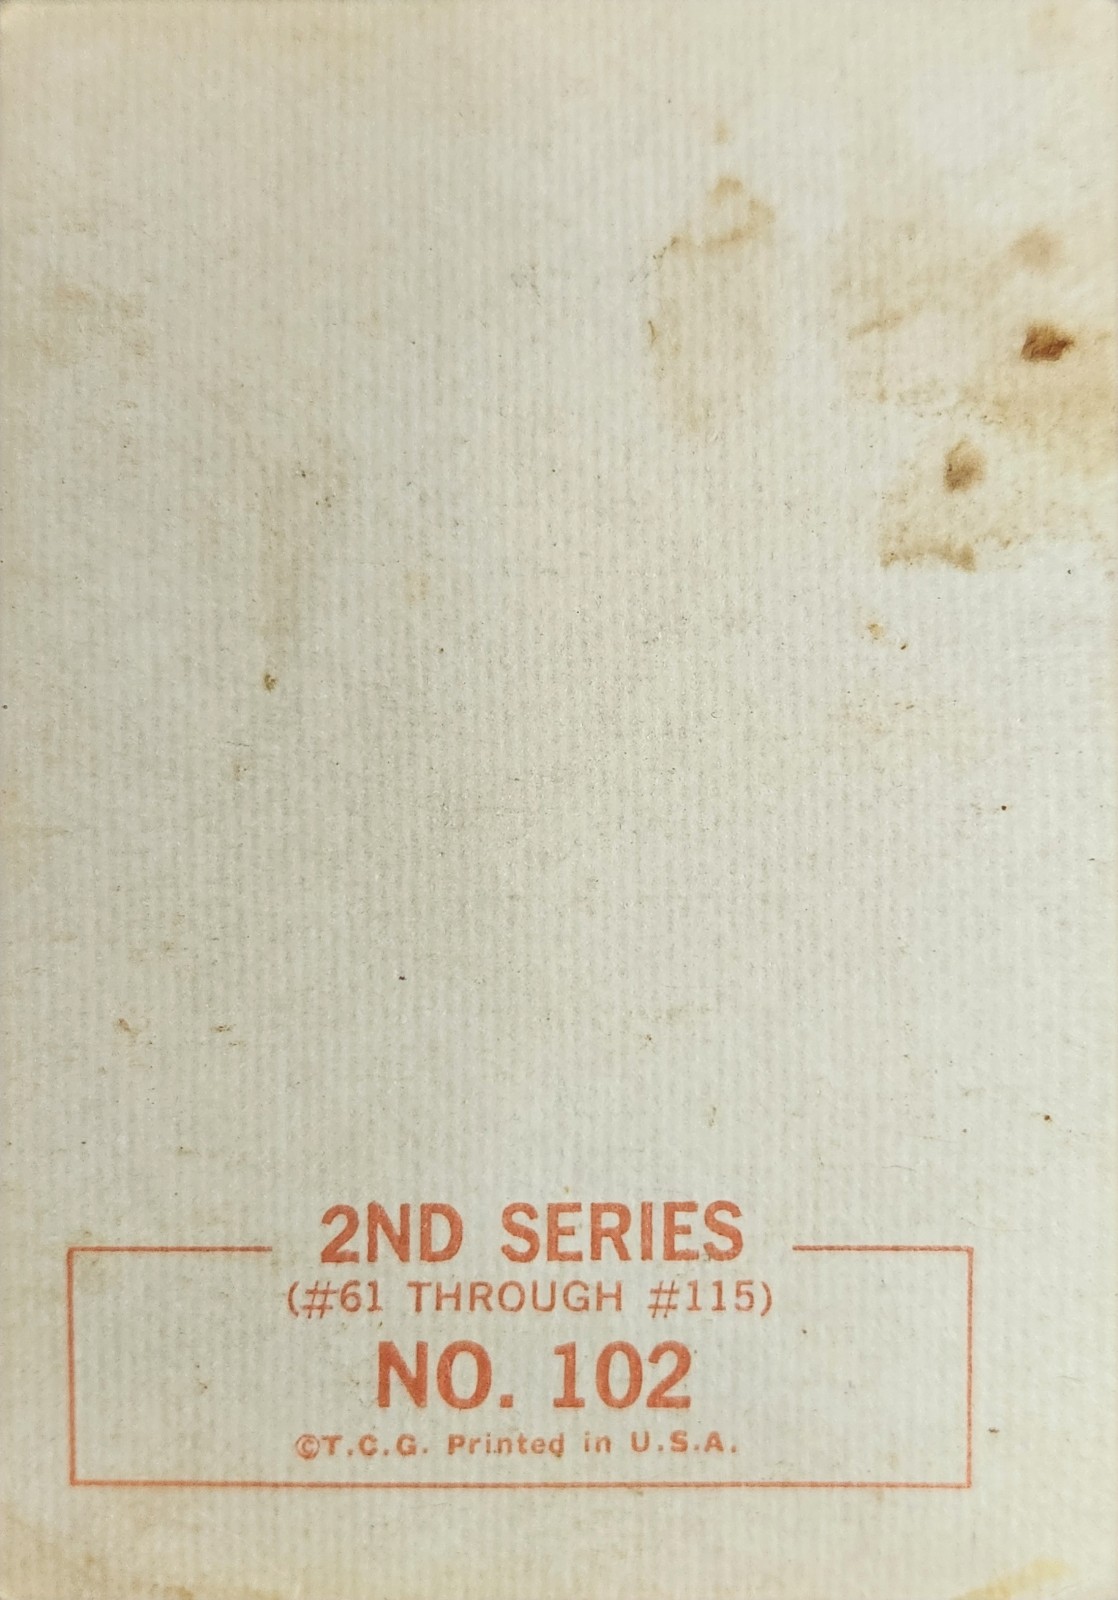 2ND SERIES
(#61 THROUGH #115)
NO. 102
©T.C.G. Printed in U.S.A.